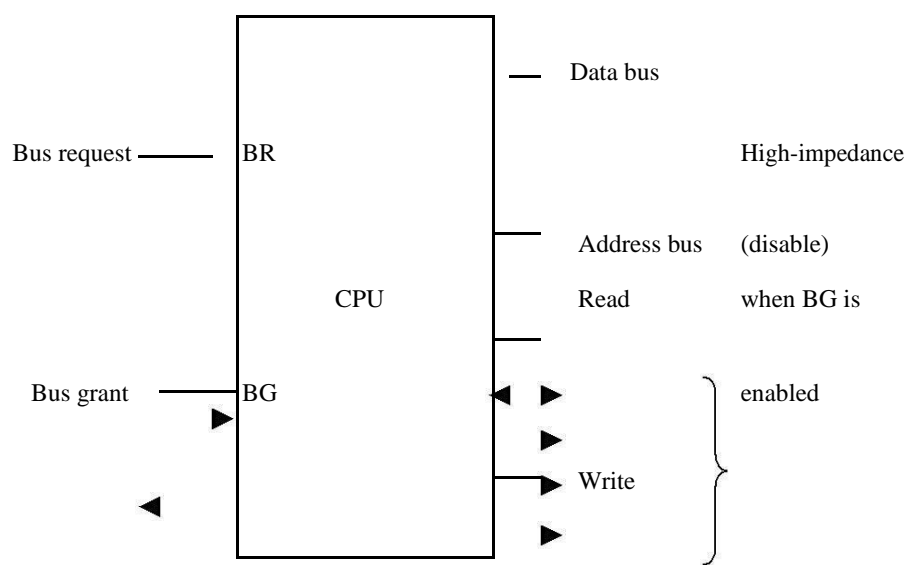 Data bus
Bus request BR High-impedance
Address bus (disable)
CPU Read when BG is
Bus grant BG enabled
Write